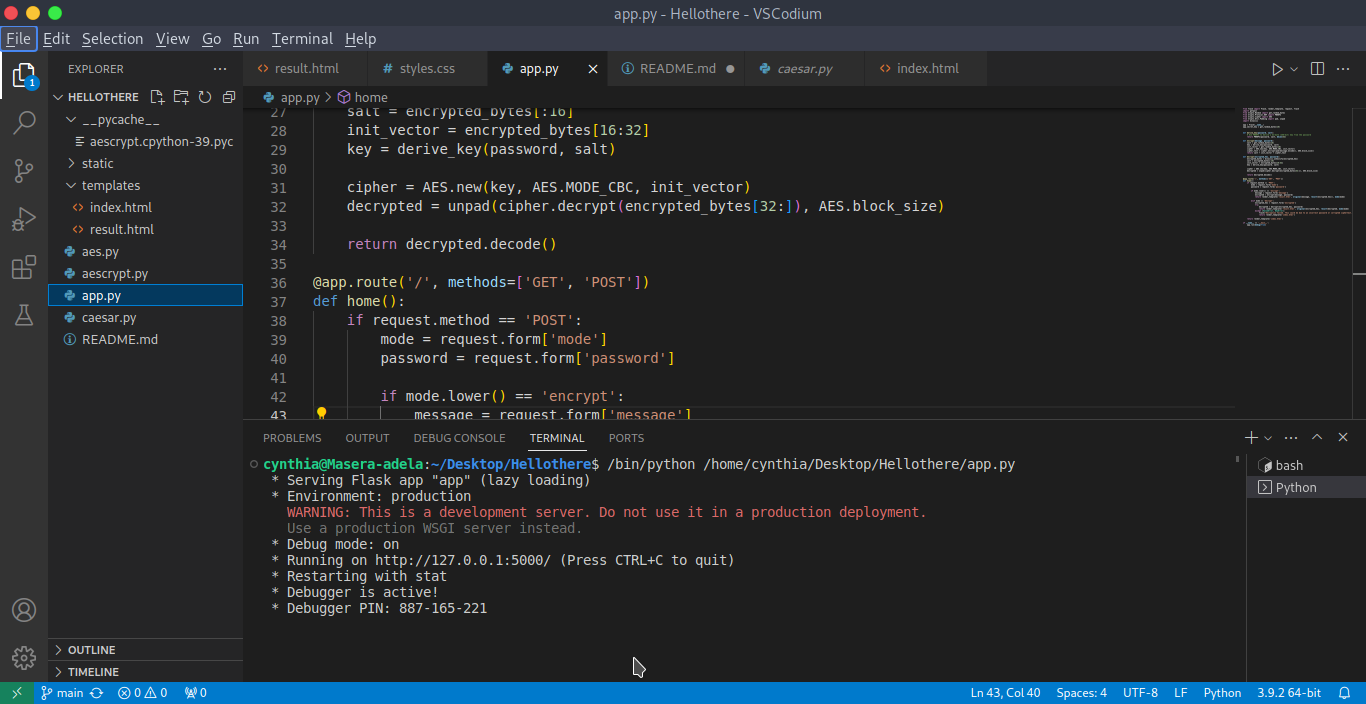 app.py - Hellothere - VSCodium
File Edit Selection View Go Run Terminal Help
1
EXPLORER
HELLOTHERE
__pycache__
aescrypt.cpython-39.pyc
static
templates
index.html
result.html
aes.py
aescrypt.py
app.py
caesar.py
README.md
OUTLINE
TIMELINE
result.html styles.css app.py README.md caesar.py index.html
app.py > home
27 salt = encrypted_bytes[:16]
28 init_vector = encrypted_bytes[16:32]
29 key = derive_key(password, salt)
30
31 cipher = AES.new(key, AES.MODE_CBC, init_vector)
32 decrypted = unpad(cipher.decrypt(encrypted_bytes[32:]), AES.block_size)
33
34 return decrypted.decode()
35
36 @app.route('/', methods=['GET', 'POST'])
37 def home():
38 if request.method == 'POST':
39 mode = request.form['mode']
40 password = request.form['password']
41
42 if mode.lower() == 'encrypt':
43 message = request.form['message']
PROBLEMS OUTPUT DEBUG CONSOLE TERMINAL PORTS
cynthia@Masera-adela:~/Desktop/Hellothere$ /bin/python /home/cynthia/Desktop/Hellothere/app.py
* Serving Flask app "app" (lazy loading)
* Environment: production
WARNING: This is a development server. Do not use it in a production deployment.
Use a production WSGI server instead.
* Debug mode: on
* Running on http://127.0.0.1:5000/ (Press CTRL+C to quit)
* Restarting with stat
* Debugger is active!
* Debugger PIN: 887-165-221
bash
Python
main 0 0 0 Ln 43, Col 40 Spaces: 4 UTF-8 LF Python 3.9.2 64-bit